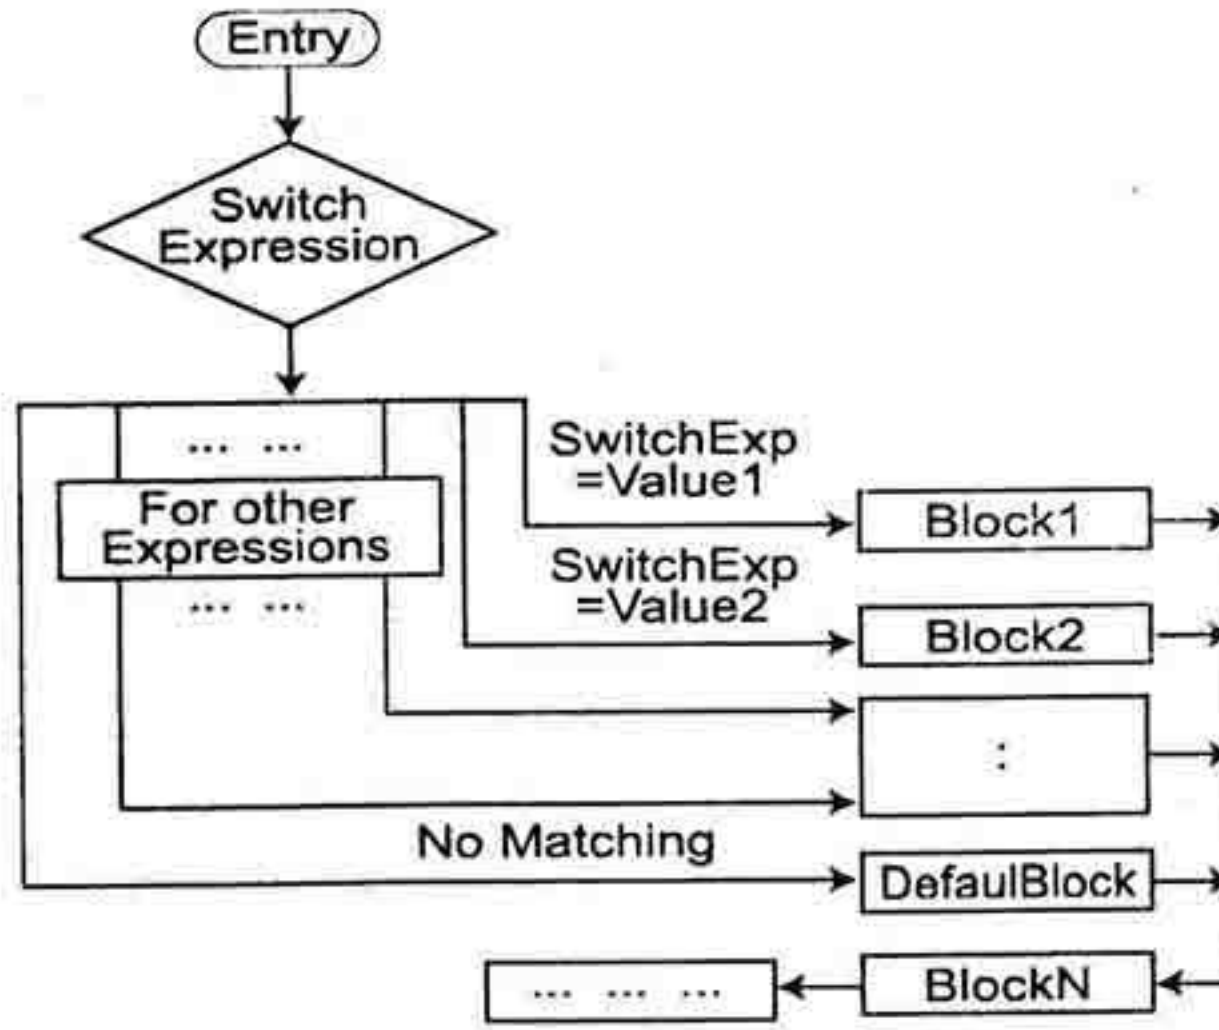 Entry
Switch
Expression
... ...
For other
Expressions
... ...
SwitchExp
=Value1
Block1
SwitchExp
=Value2
Block2
:
No Matching
DefaulBlock
BlockN
... ... ...